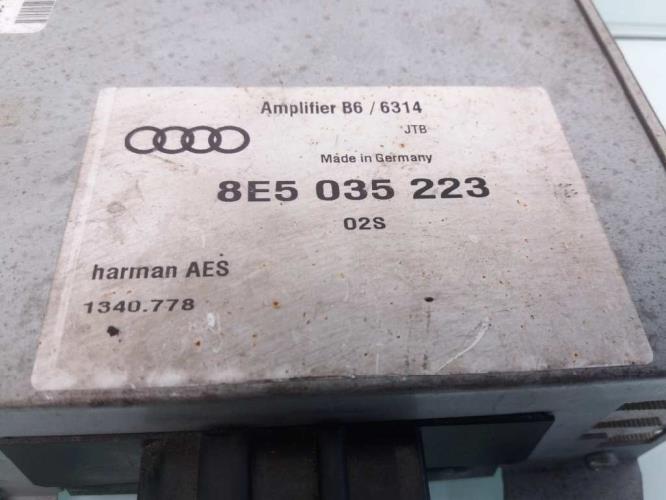 Amplifier B6 / 6314
JTB
Made in Germany
8E5 035 223
02S
harman AES
1340.778